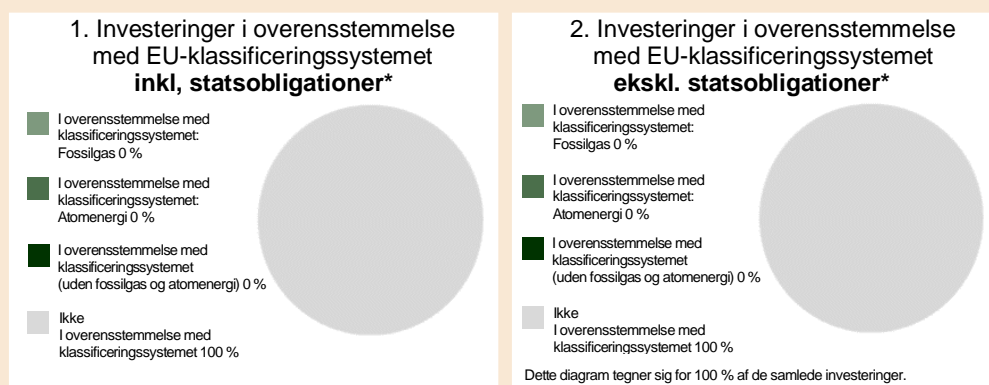 1. Investeringer i overensstemmelse
med EU-klassificeringssystemet
inkl, statsobligationer*
I overensstemmelse med
klassificeringssystemet:
Fossilgas 0 %
I overensstemmelse med
klassificeringssystemet:
Atomenergi 0 %
I overensstemmelse med
klassificeringssystemet
(uden fossilgas og atomenergi) 0 %
Ikke
I overensstemmelse med
klassificeringssystemet 100 %
2. Investeringer i overensstemmelse
med EU-klassificeringssystemet
ekskl. statsobligationer*
I overensstemmelse med
klassificeringssystemet:
Fossilgas 0 %
I overensstemmelse med
klassificeringssystemet:
Atomenergi 0 %
I overensstemmelse med
klassificeringssystemet
(uden fossilgas og atomenergi) 0 %
Ikke
I overensstemmelse med
klassificeringssystemet 100 %
Dette diagram tegner sig for 100 % af de samlede investeringer.